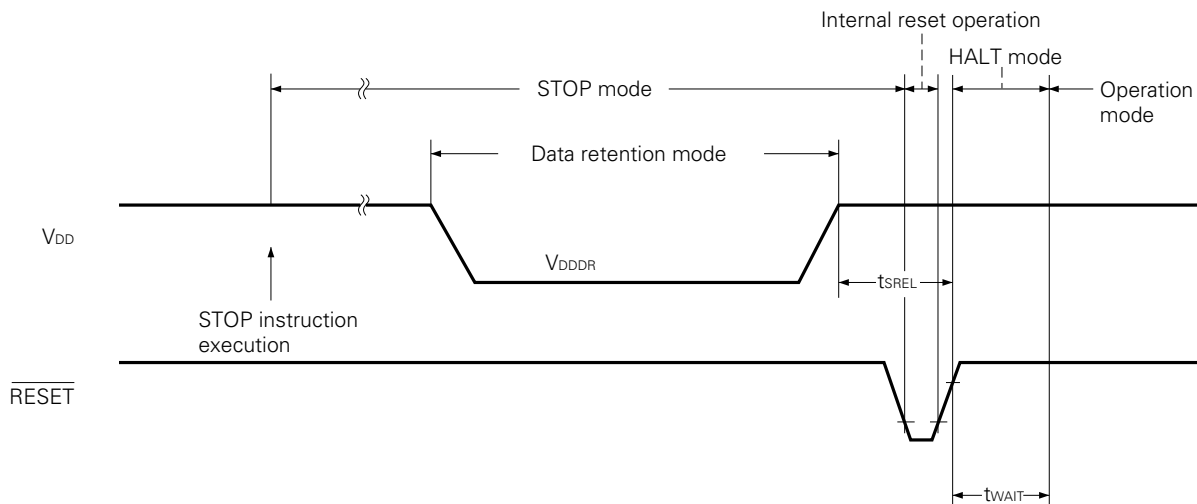 Internal reset operation
HALT mode
STOP mode
Operation
mode
Data retention mode
VDD
VDDDR
tSREL
STOP instruction
execution
RESET
tWAIT